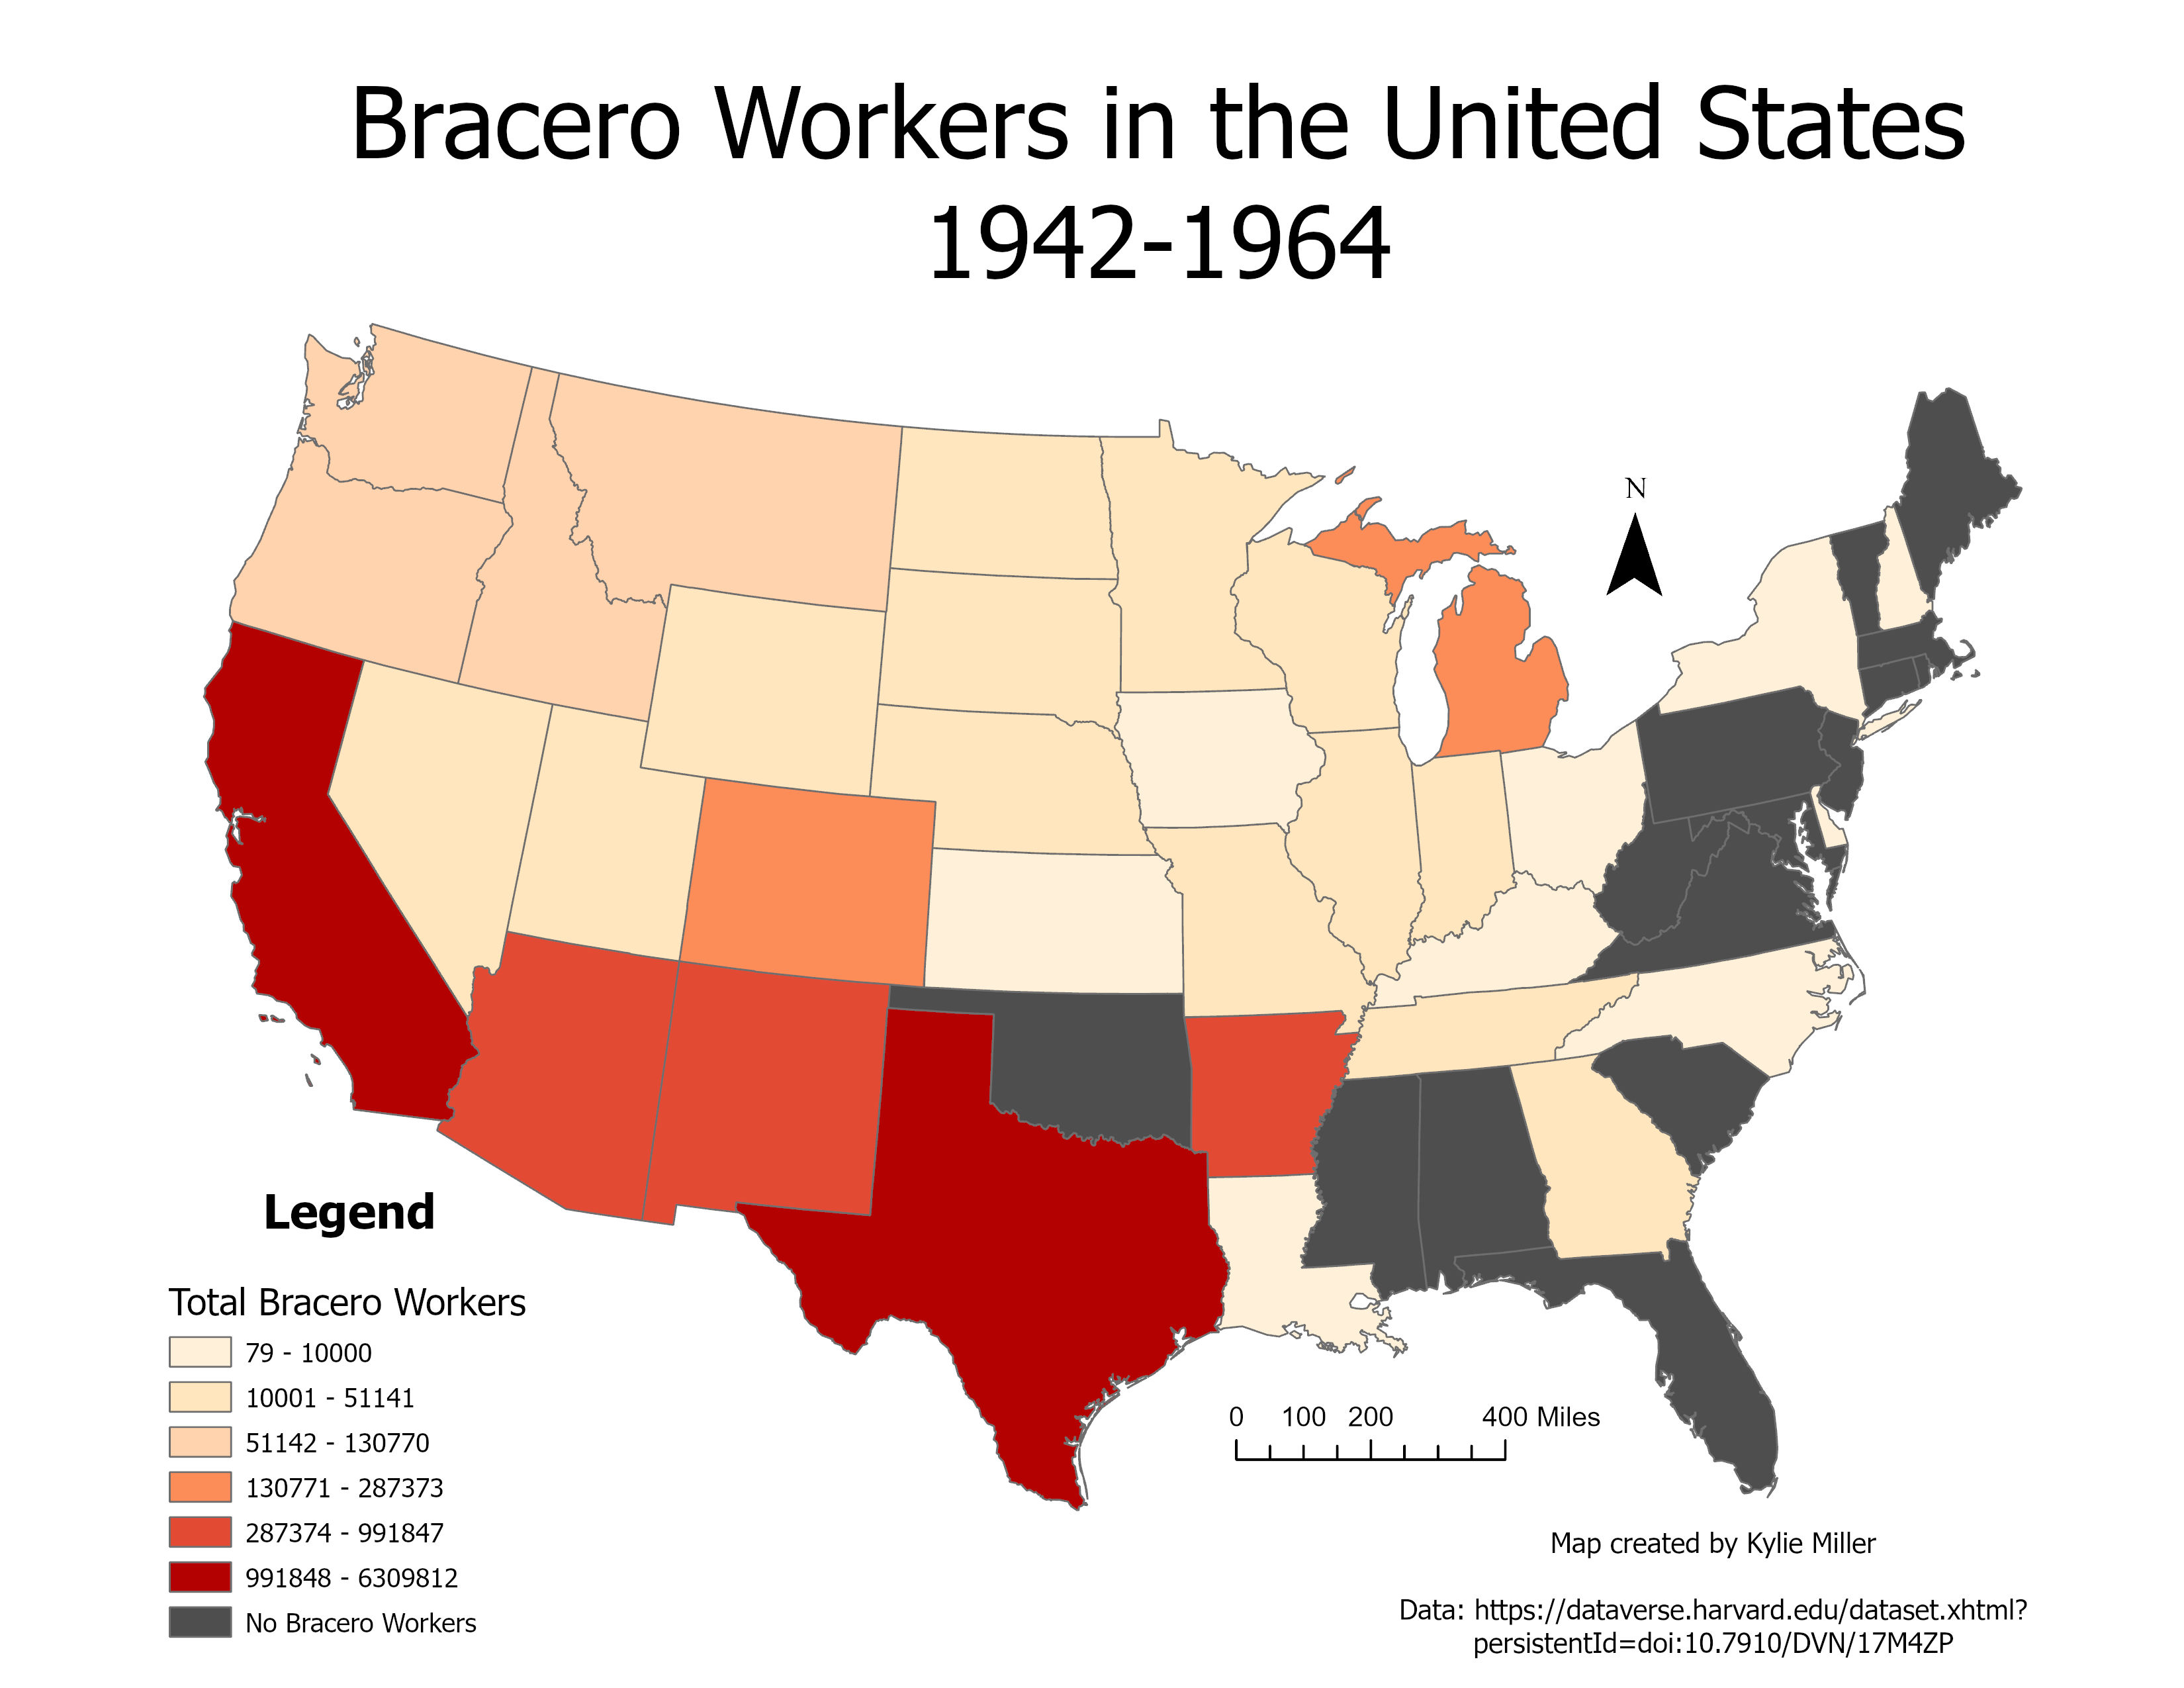 Bracero Workers in the United States
1942-1964
N
Legend
Total Bracero Workers
79 - 10000
10001 - 51141
51142 - 130770
130771 - 287373
287374 - 991847
991848 - 6309812
No Bracero Workers
0 100 200 400 Miles
Map created by Kylie Miller
Data: https://dataverse.harvard.edu/dataset.xhtml?
persistentId=doi:10.7910/DVN/17M4ZP